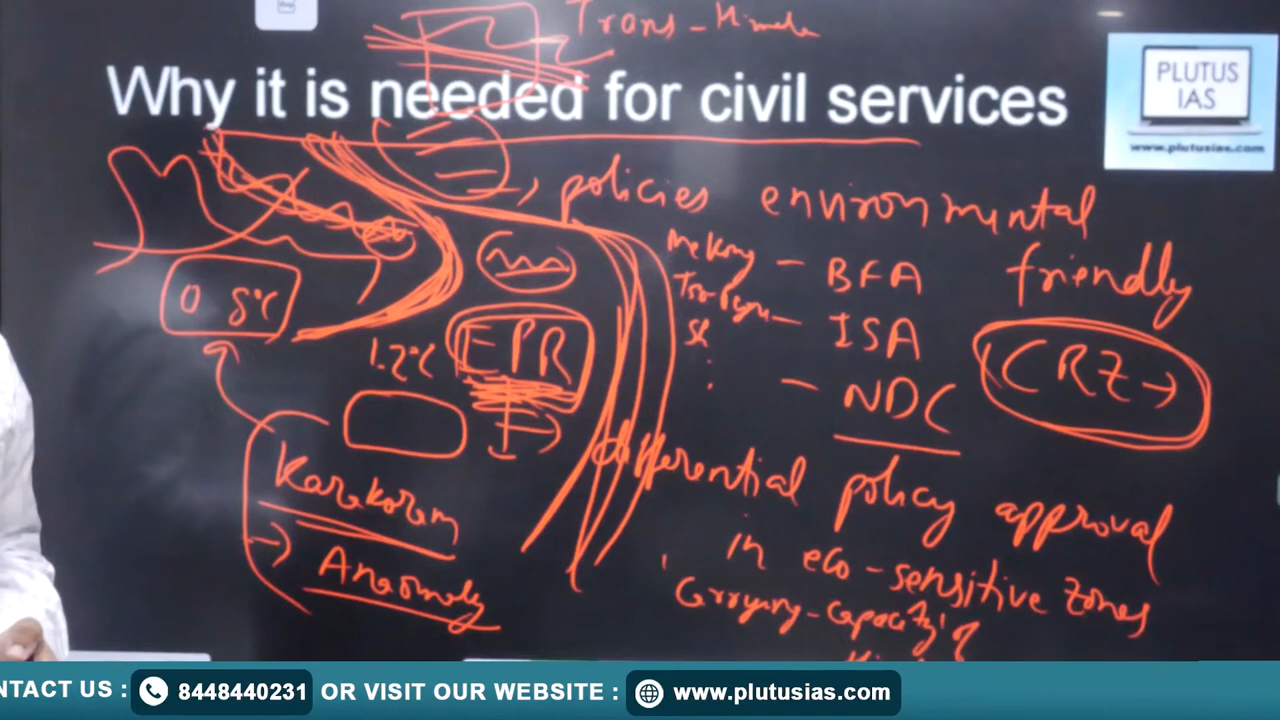 Trans-Himala
Why it is needed for civil services
PLUTUS
IAS
www.plutusias.com
policies environmental
friendly
- BFA
- ISA
- NDC
CRZ →
0 8°C
1.2°C
EPR
Karakoram
→ Anomaly
differential policy approval
in eco-sensitive zones
Carrying-Capacity of
NTACT US : 8448440231 OR VISIT OUR WEBSITE : www.plutusias.com